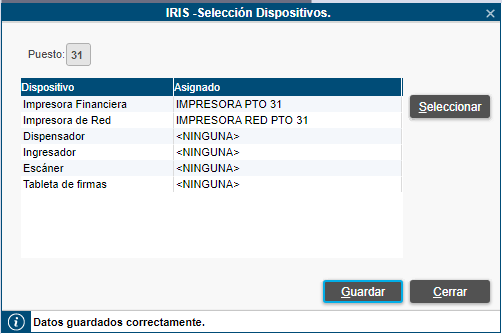 IRIS -Selección Dispositivos.
Puesto: 31
Dispositivo Asignado
Impresora Financiera IMPRESORA PTO 31
Impresora de Red IMPRESORA RED PTO 31
Dispensador <NINGUNA>
Ingresador <NINGUNA>
Escáner <NINGUNA>
Tableta de firmas <NINGUNA>
Seleccionar
Guardar Cerrar
Datos guardados correctamente.